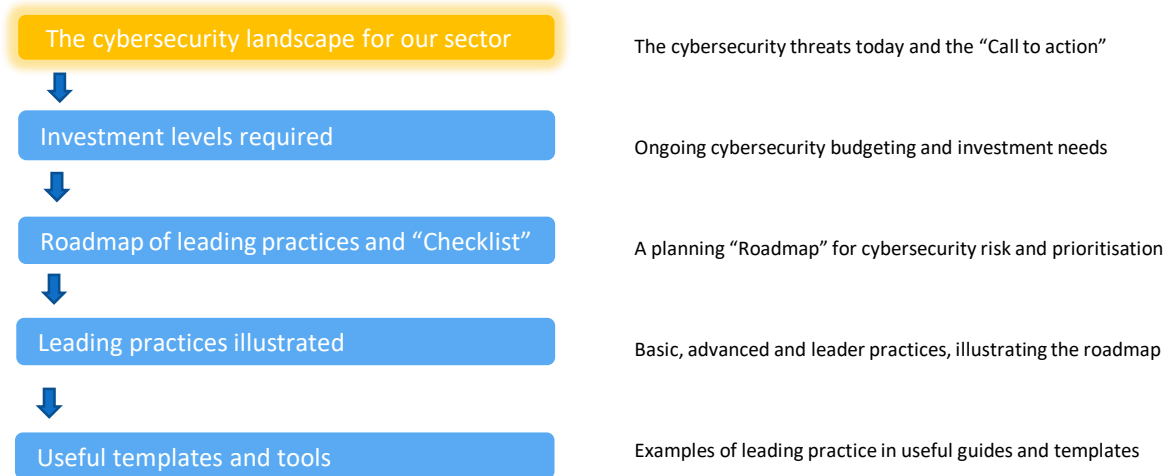 The cybersecurity landscape for our sector
The cybersecurity threats today and the “Call to action”
Investment levels required
Ongoing cybersecurity budgeting and investment needs
Roadmap of leading practices and “Checklist”
A planning “Roadmap” for cybersecurity risk and prioritisation
Leading practices illustrated
Basic, advanced and leader practices, illustrating the roadmap
Useful templates and tools
Examples of leading practice in useful guides and templates